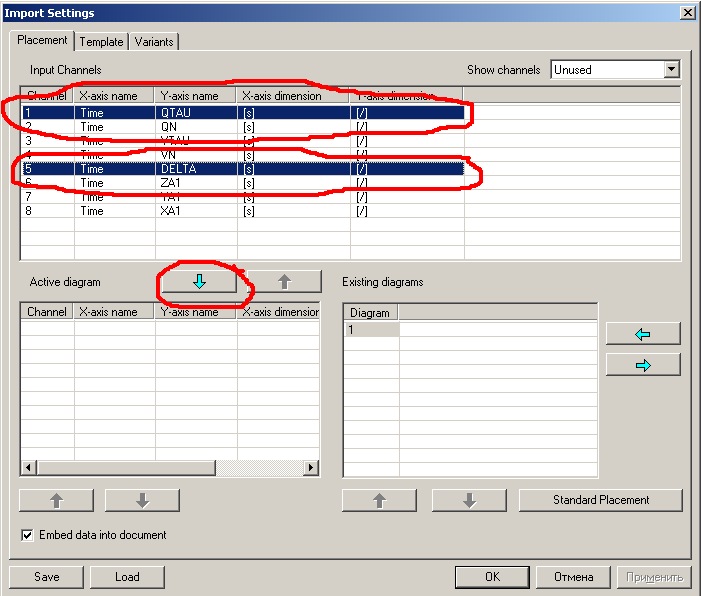 Import Settings
Placement Template Variants
Input Channels Show channels Unused
Channel X-axis name Y-axis name X-axis dimension Y-axis dimension
1 Time QTAU [s] [/]
2 Time QN [s] [/]
3 Time YTAU [s] [/]
4 Time VN [s] [/]
5 Time DELTA [s] [/]
6 Time ZA1 [s] [/]
7 Time YA1 [s] [/]
8 Time XA1 [s] [/]
Active diagram Existing diagrams
Channel X-axis name Y-axis name X-axis dimension Diagram
1
Standard Placement
Embed data into document
Save Load OK Отмена Применить